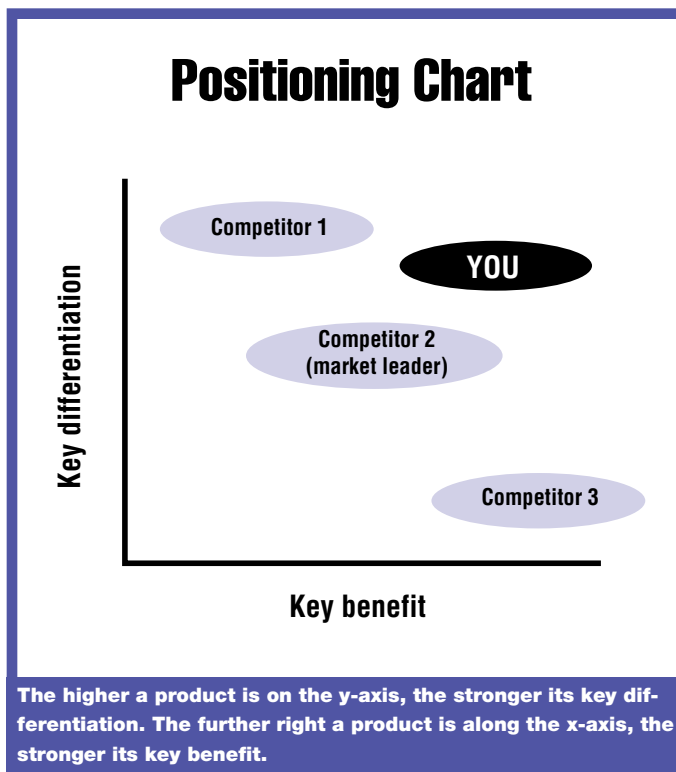 Positioning Chart
Competitor 1
YOU
Competitor 2
(market leader)
Key differentiation
Competitor 3
Key benefit
The higher a product is on the y-axis, the stronger its key dif-
ferentiation. The further right a product is along the x-axis, the
stronger its key benefit.